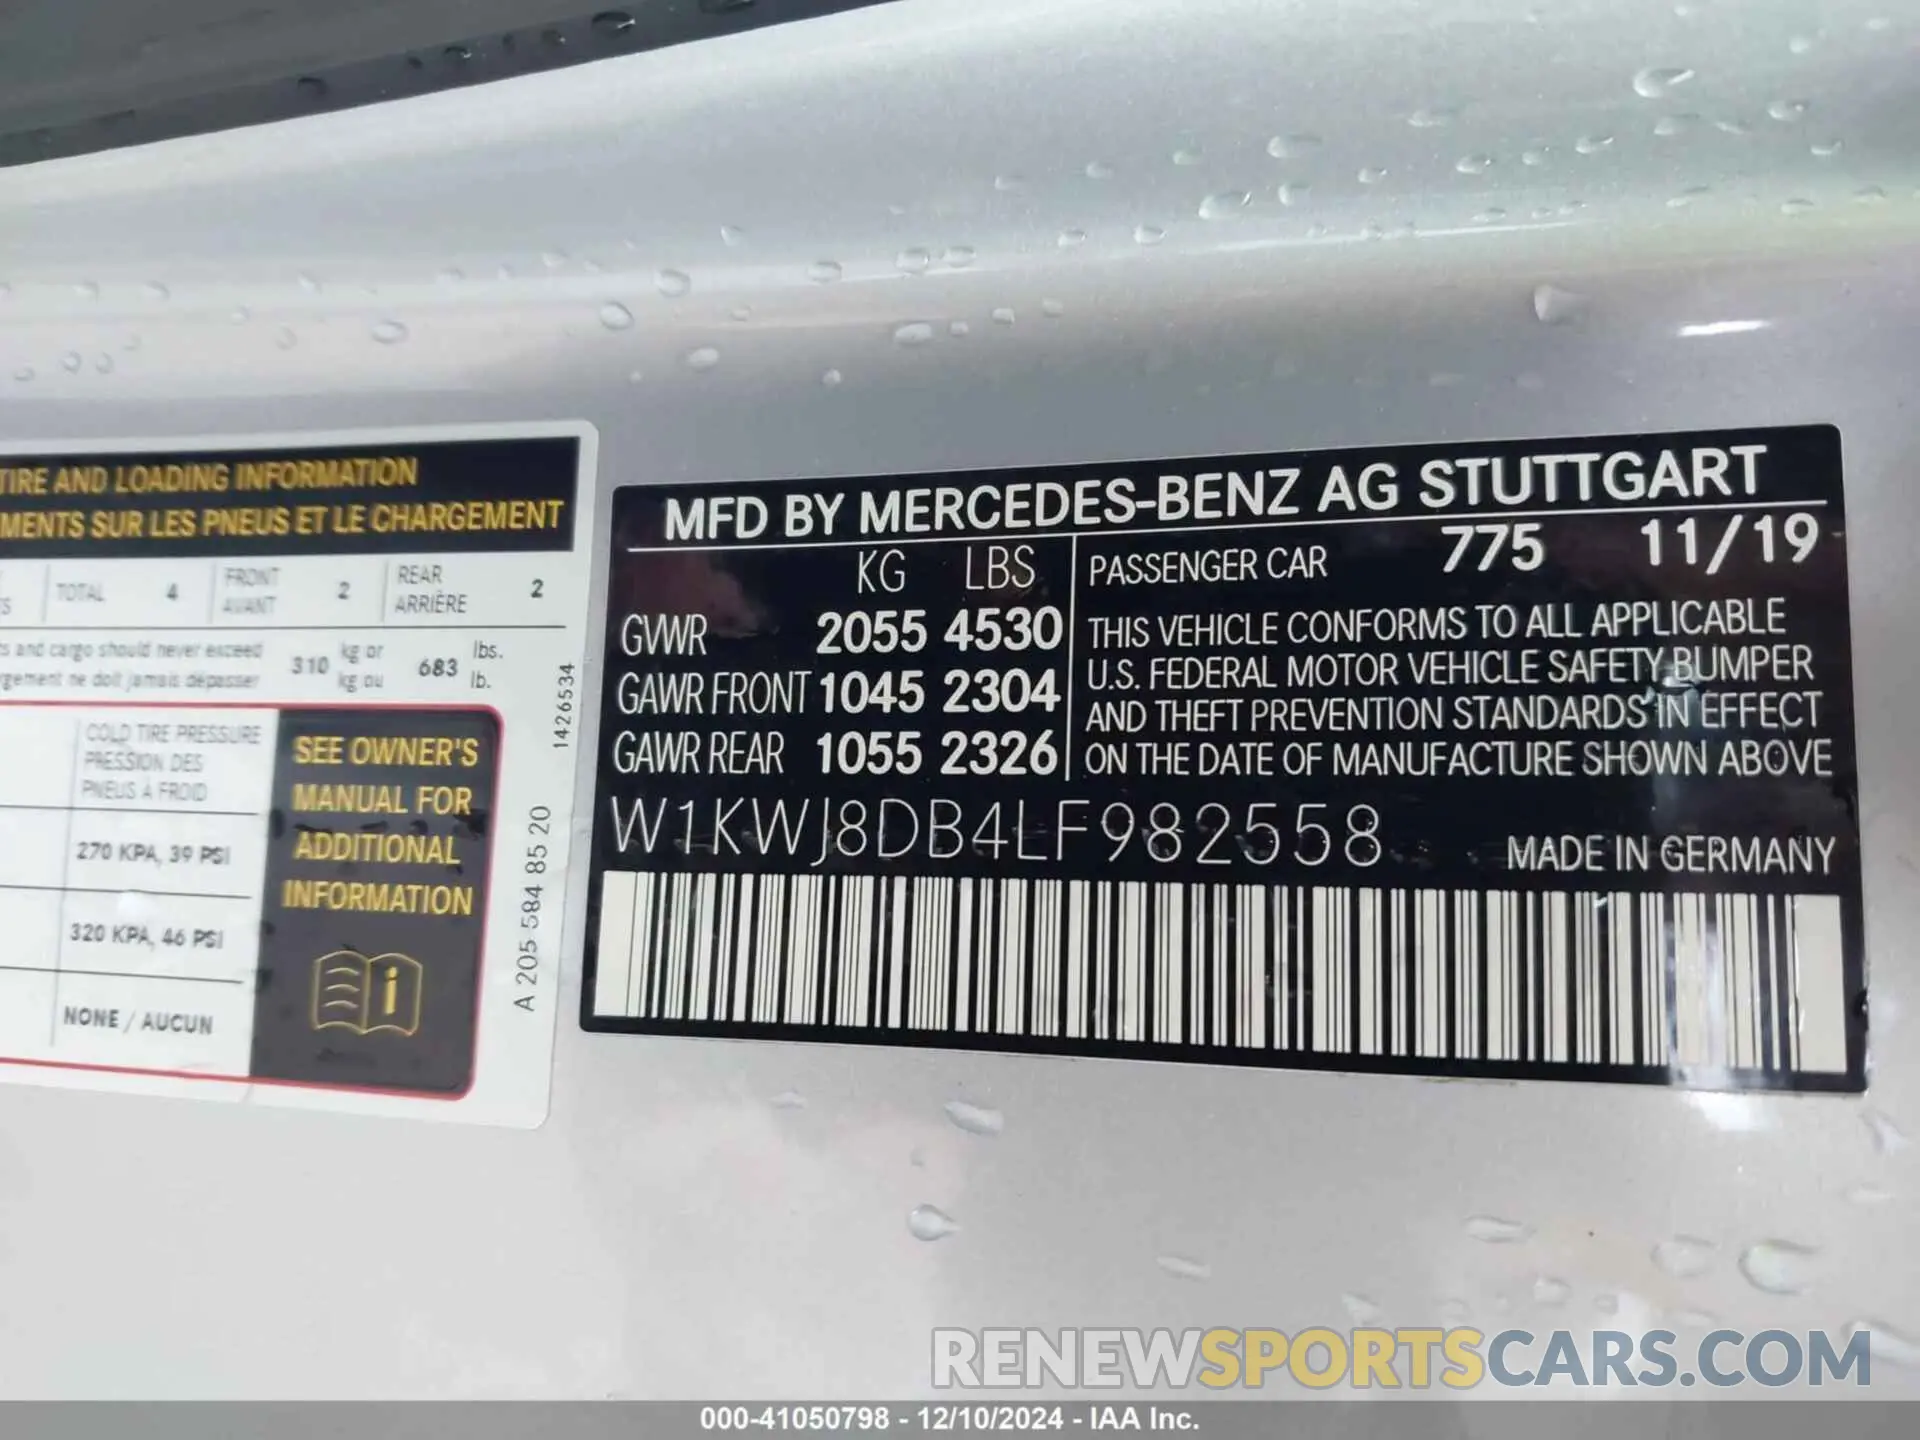 TIRE AND LOADING INFORMATION
MENTS SUR LES PNEUS ET LE CHARGEMENT
TOTAL 4 FRONT AVANT 2 REAR ARRIÈRE 2
and cargo should never exceed 310 kg or 683 lbs.
gement ne doit jamais dépasser kg ou lb.
COLD TIRE PRESSURE
PRESSION DES
PNEUS À FROID
270 KPA, 39 PSI
320 KPA, 46 PSI
NONE / AUCUN
SEE OWNER'S
MANUAL FOR
ADDITIONAL
INFORMATION
A 205 584 85 20
1426534
MFD BY MERCEDES-BENZ AG STUTTGART
KG LBS
GVWR 2055 4530
GAWR FRONT 1045 2304
GAWR REAR 1055 2326
PASSENGER CAR 775 11/19
THIS VEHICLE CONFORMS TO ALL APPLICABLE
U.S. FEDERAL MOTOR VEHICLE SAFETY BUMPER
AND THEFT PREVENTION STANDARDS IN EFFECT
ON THE DATE OF MANUFACTURE SHOWN ABOVE
W1KWJ8DB4LF982558
MADE IN GERMANY
RENEWSPORTSCARS.COM
000-41050798 - 12/10/2024 - IAA Inc.